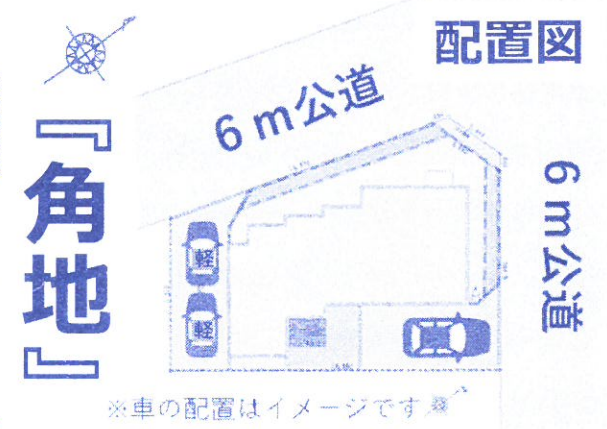 配置図
『角地』
6m公道
6m公道
軽
軽
※車の配置はイメージです。